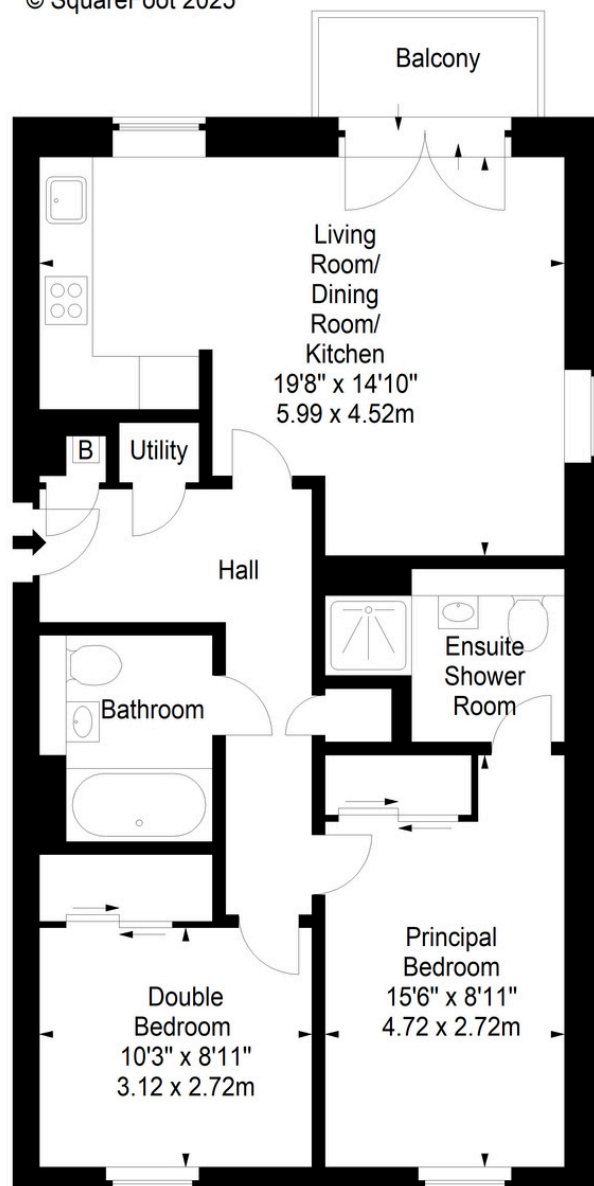 © SquareFoot 2025
Balcony
Living
Room/
Dining
Room/
Kitchen
19'8" x 14'10"
5.99 x 4.52m
B
Utility
Hall
Ensuite
Shower
Room
Bathroom
Principal
Bedroom
15'6" x 8'11"
4.72 x 2.72m
Double
Bedroom
10'3" x 8'11"
3.12 x 2.72m